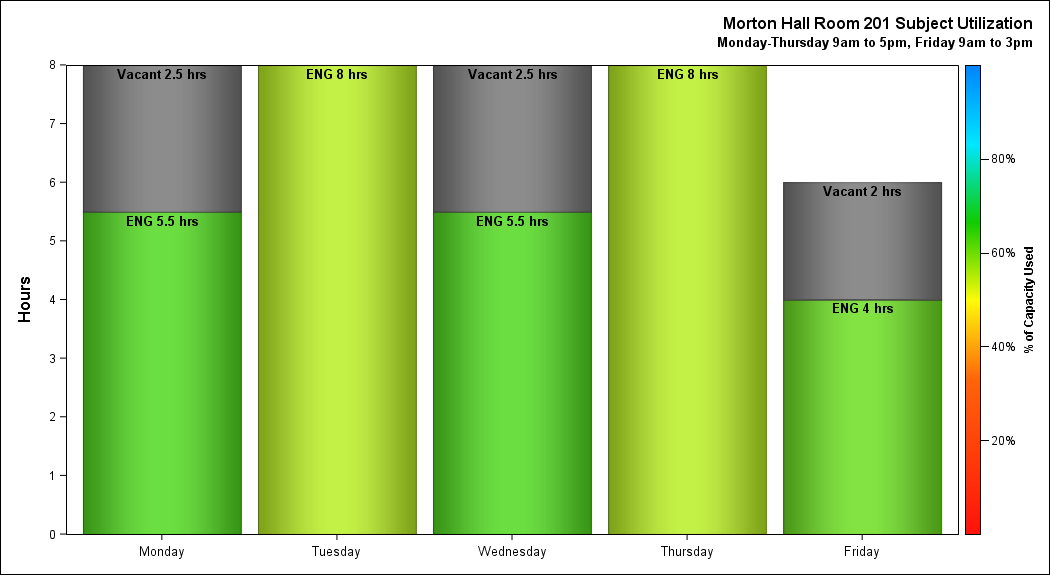 Morton Hall Room 201 Subject Utilization
Monday-Thursday 9am to 5pm, Friday 9am to 3pm
8
7
6
5
4
3
2
1
0
Hours
Vacant 2.5 hrs
ENG 5.5 hrs
ENG 8 hrs
Vacant 2.5 hrs
ENG 5.5 hrs
ENG 8 hrs
Vacant 2 hrs
ENG 4 hrs
Monday
Tuesday
Wednesday
Thursday
Friday
80%
60%
40%
20%
% of Capacity Used